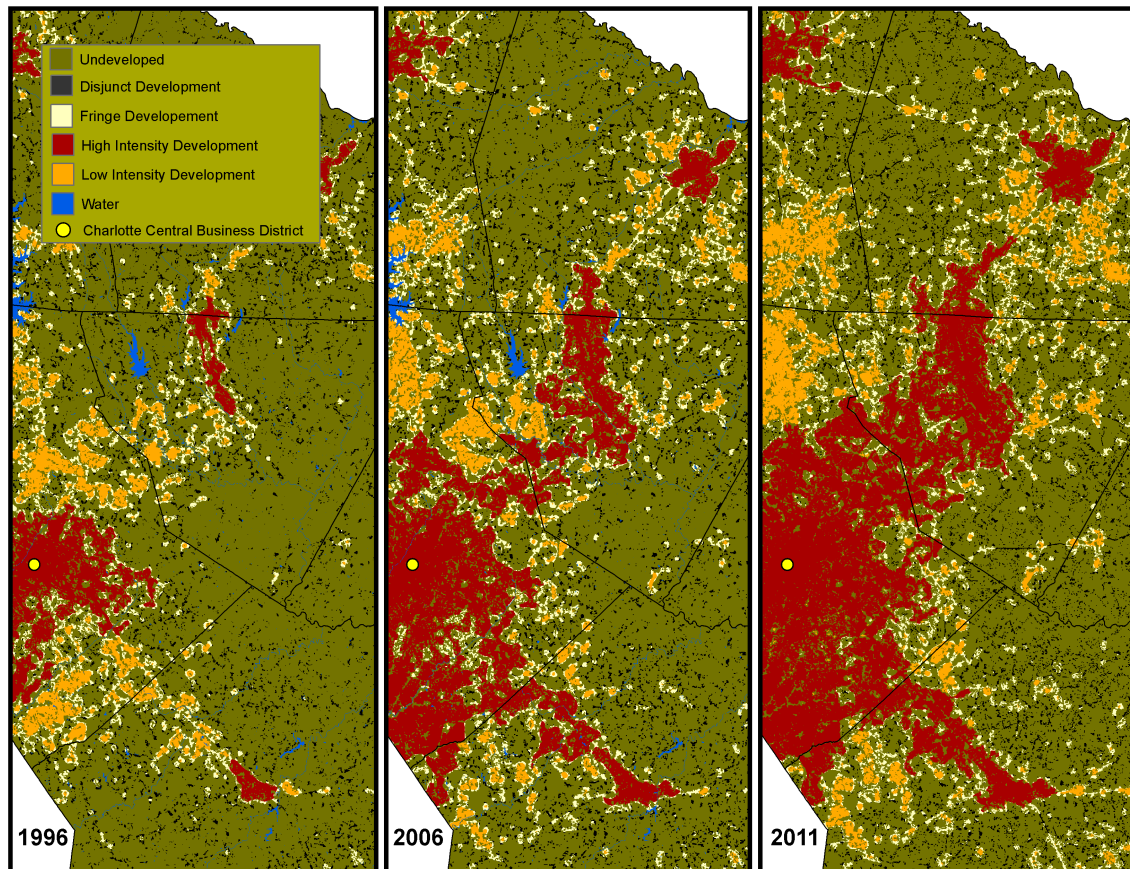 Undeveloped
Disjunct Development
Fringe Developement
High Intensity Development
Low Intensity Development
Water
Charlotte Central Business District
1996
2006
2011